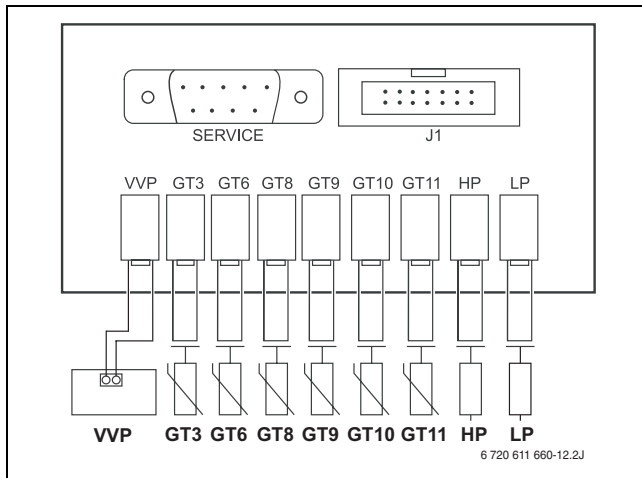 SERVICE J1
VVP GT3 GT6 GT8 GT9 GT10 GT11 HP LP
VVP GT3 GT6 GT8 GT9 GT10 GT11 HP LP
6 720 611 660-12.2J